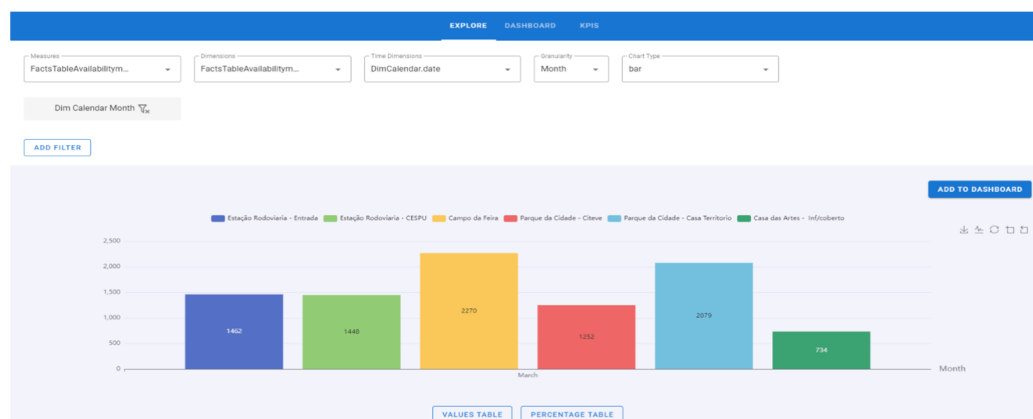 EXPLORE DASHBOARD KPIS
Measures Dimensions Time Dimensions Granularity Chart Type
FactsTableAvailabilitym... FactsTableAvailabilitym... DimCalendar.date Month bar
Dim Calendar Month
ADD FILTER
ADD TO DASHBOARD
Estação Rodoviaria - Entrada Estação Rodoviaria - CESPU Campo da Feira Parque da Cidade - Citeve Parque da Cidade - Casa Territorio Casa das Artes - Inf/coberto
2,500
2,000
1,500
1,000
500
0
1462
1448
2270
1252
2079
734
March
Month
VALUES TABLE PERCENTAGE TABLE